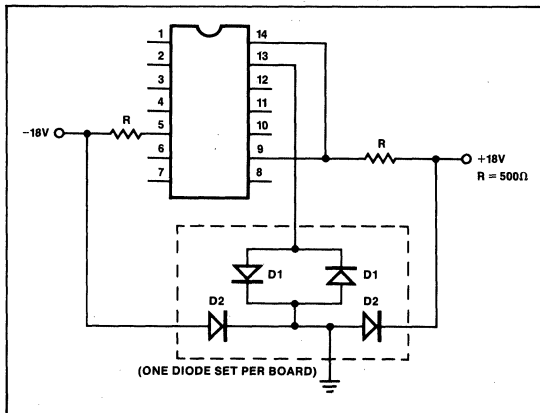 1 14
2 13
3 12
4 11
R
-18V 5 10
6 9 R +18V
7 8 R = 500Ω
D1 D1
D2 D2
(ONE DIODE SET PER BOARD)